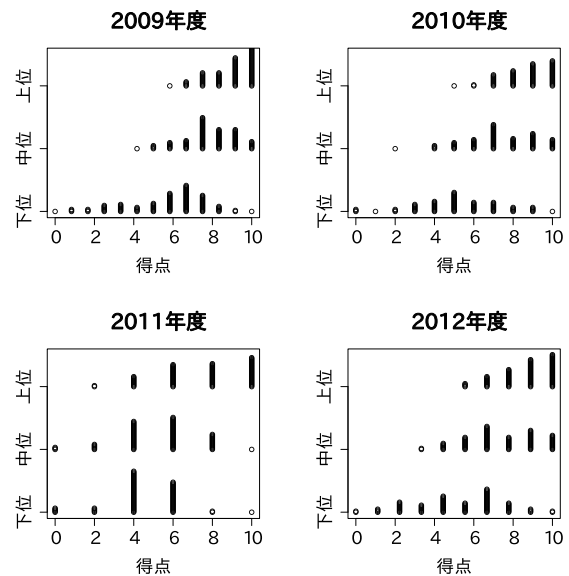 2009年度
上位
中位
下位
0 2 4 6 8 10
得点
2010年度
上位
中位
下位
0 2 4 6 8 10
得点
2011年度
上位
中位
下位
0 2 4 6 8 10
得点
2012年度
上位
中位
下位
0 2 4 6 8 10
得点